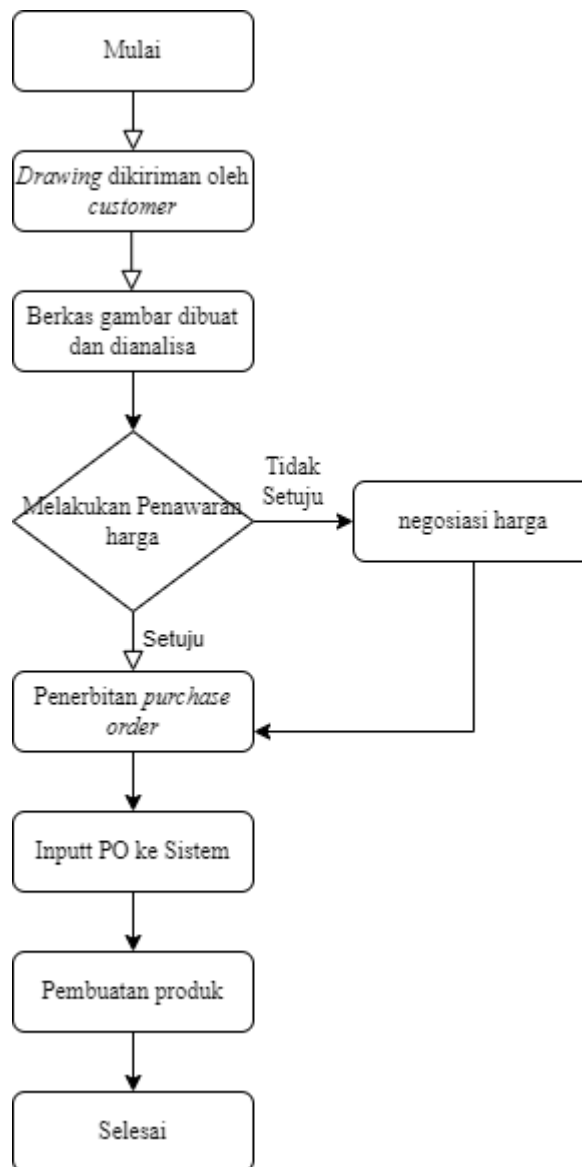 Mulai
Drawing dikiriman oleh
customer
Berkas gambar dibuat
dan dianalisa
Melakukan Penawaran
harga
Tidak
Setuju
negosiasi harga
Setuju
Penerbitan purchase
order
Inputt PO ke Sistem
Pembuatan produk
Selesai